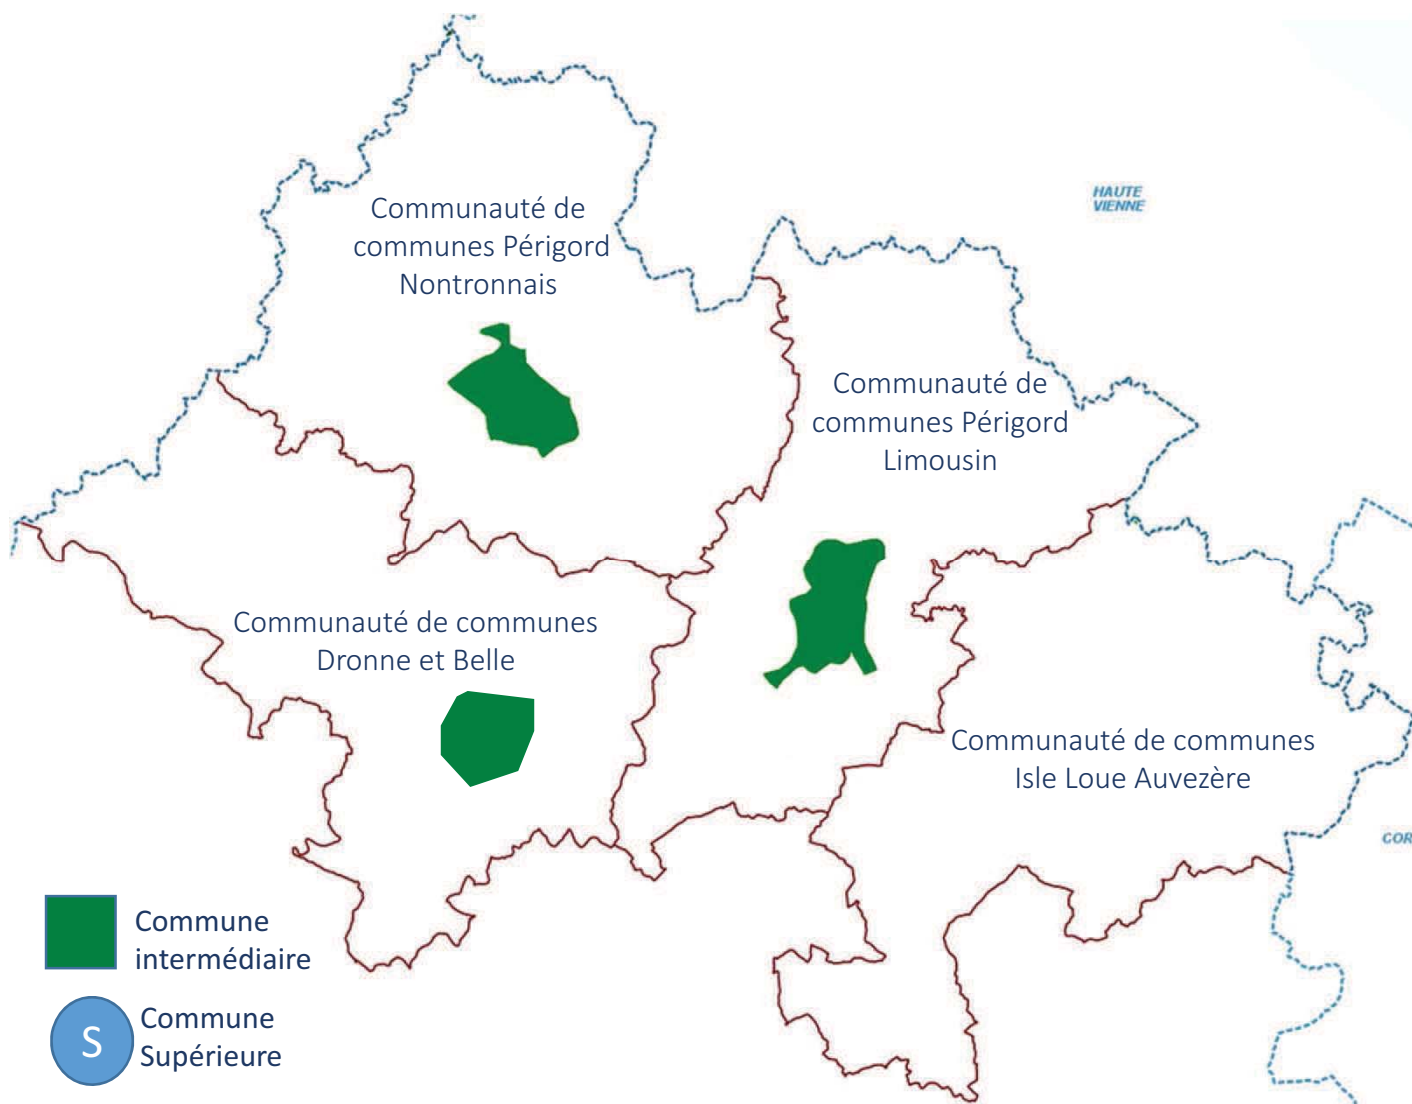 HAUTE
VIENNE
Communauté de
communes Périgord
Nontronnais
Communauté de
communes Périgord
Limousin
Communauté de communes
Dronne et Belle
Communauté de communes
Isle Loue Auvezère
COR
Commune
intermédiaire
S
Commune
Supérieure